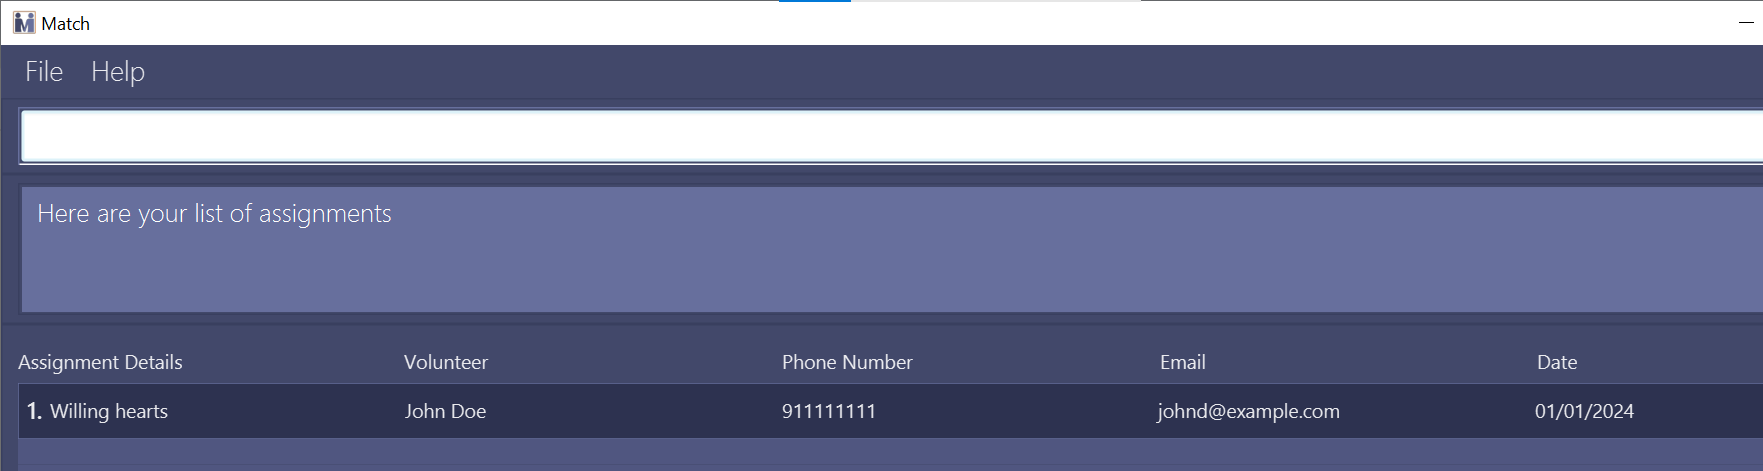 Match
File Help
Here are your list of assignments
Assignment Details Volunteer Phone Number Email Date
1. Willing hearts John Doe 911111111 johnd@example.com 01/01/2024